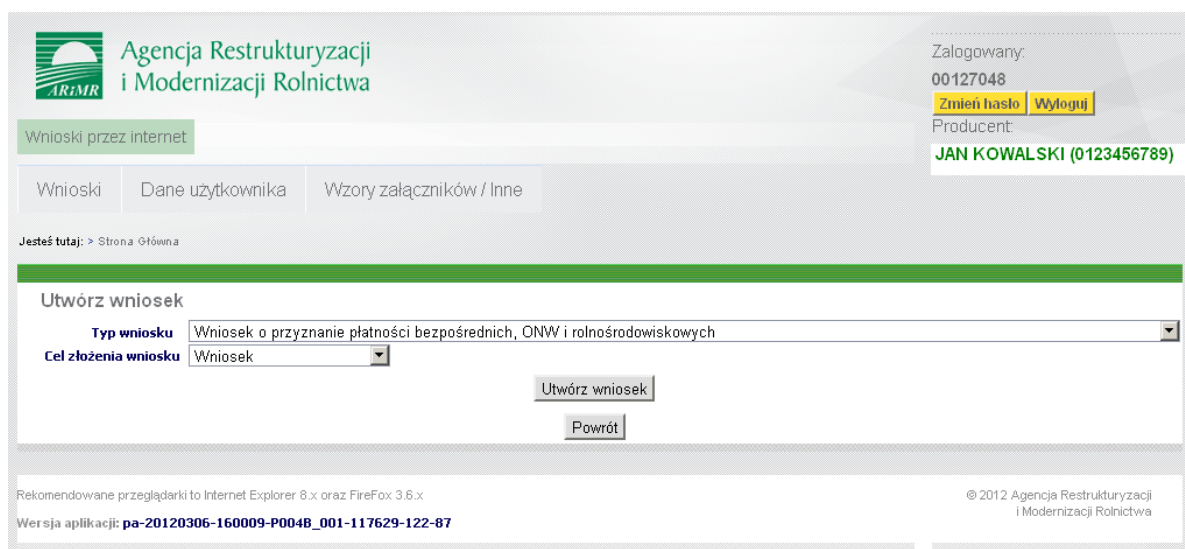 ARiMR
Agencja Restrukturyzacji
i Modernizacji Rolnictwa
Zalogowany:
00127048
Zmień hasło Wyloguj
Producent:
JAN KOWALSKI (0123456789)
Wnioski przez internet
Wnioski Dane użytkownika Wzory załączników / Inne
Jesteś tutaj: > Strona Główna
Utwórz wniosek
Typ wniosku Wniosek o przyznanie płatności bezpośrednich, ONW i rolnośrodowiskowych
Cel złożenia wniosku Wniosek
Utwórz wniosek
Powrót
Rekomendowane przeglądarki to Internet Explorer 8.x oraz FireFox 3.6.x
Wersja aplikacji: pa-20120306-160009-P004B_001-117629-122-87
© 2012 Agencja Restrukturyzacji
i Modernizacji Rolnictwa